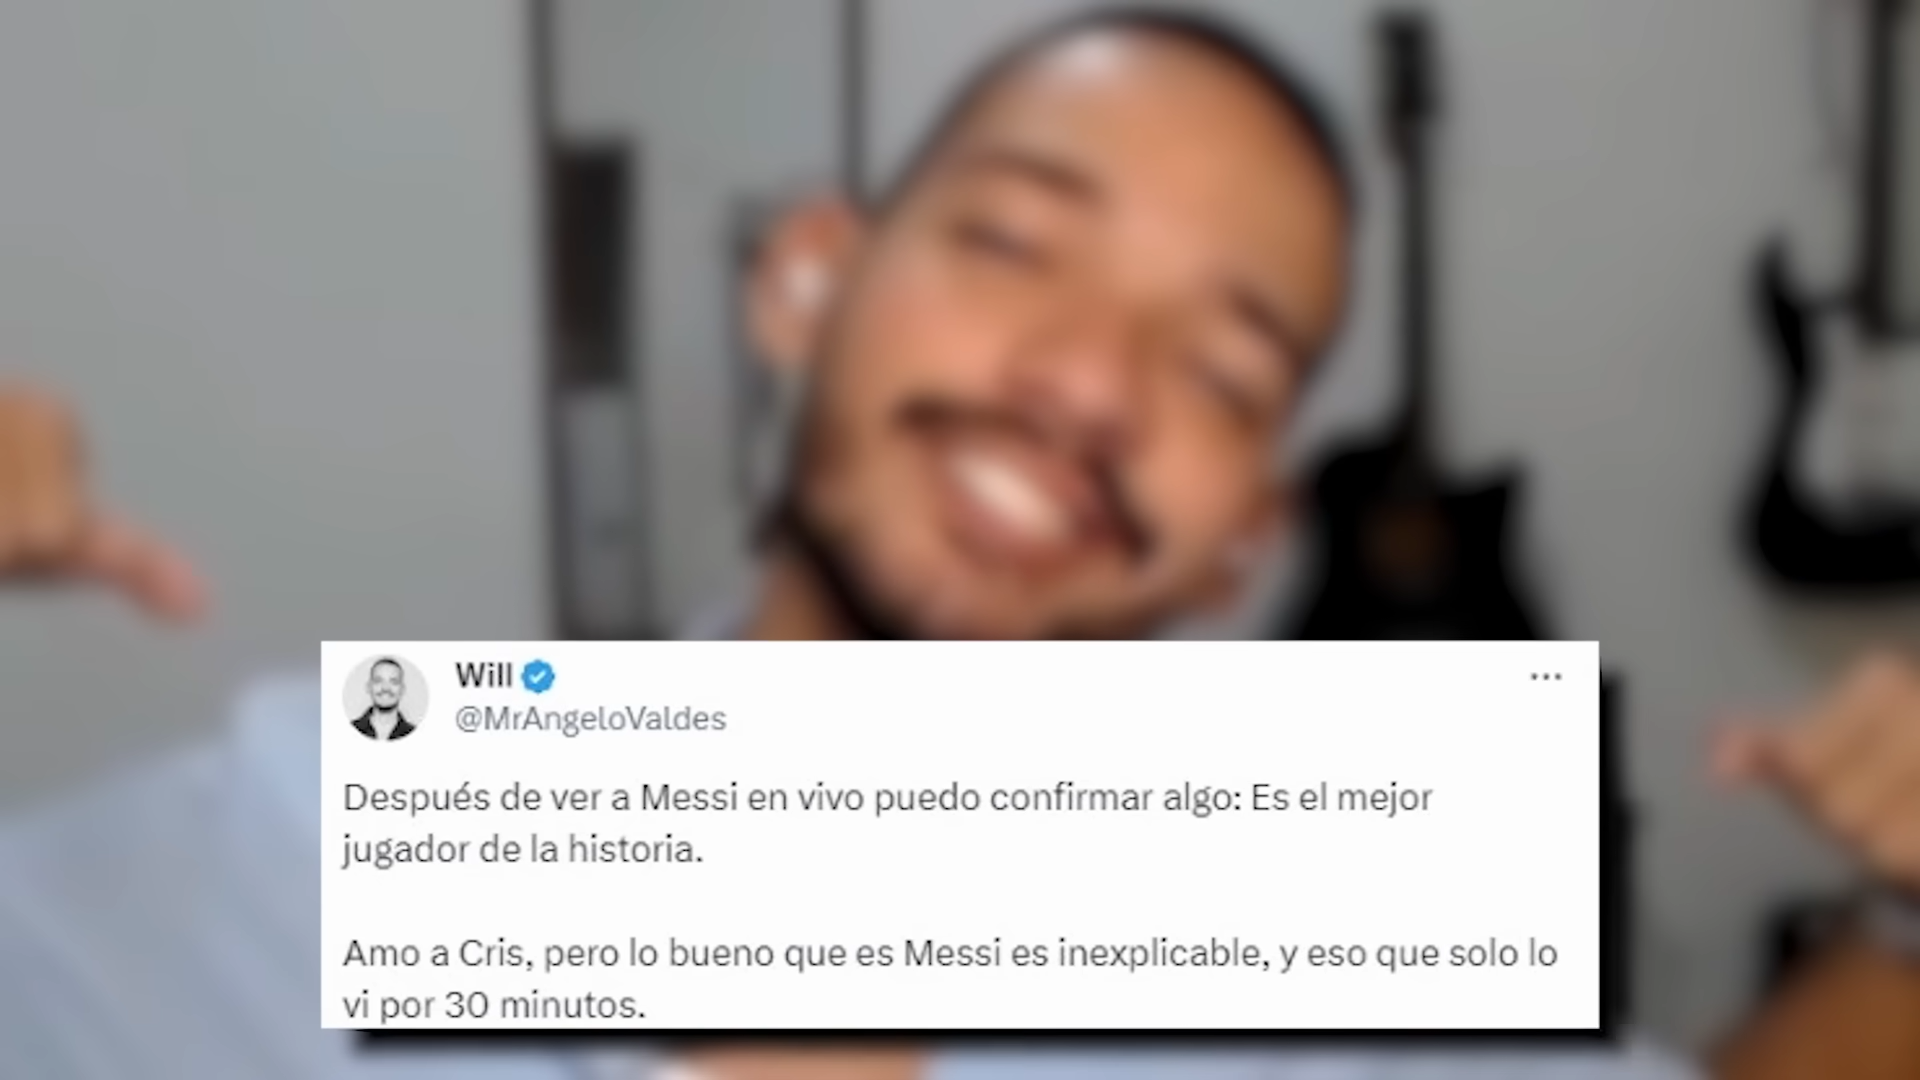 Will
@MrAngeloValdes
Después de ver a Messi en vivo puedo confirmar algo: Es el mejor
jugador de la historia.
Amo a Cris, pero lo bueno que es Messi es inexplicable, y eso que solo lo
vi por 30 minutos.